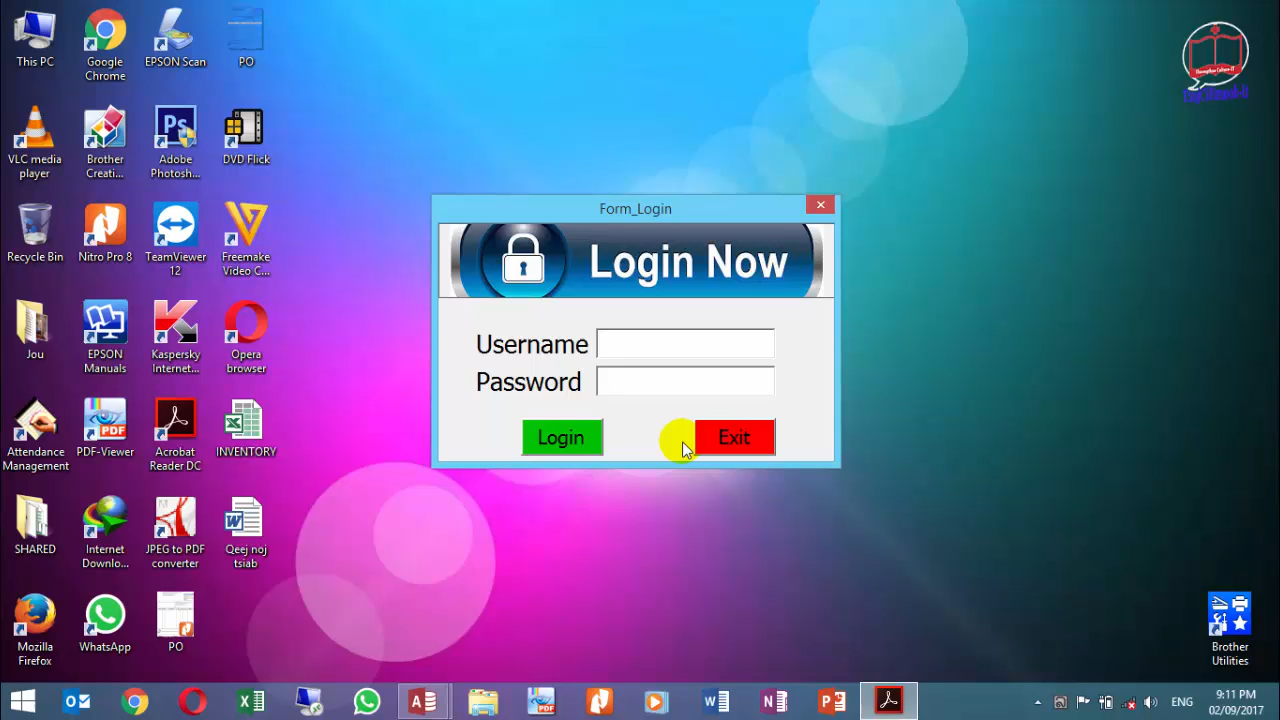 This PC
Google
Chrome
EPSON Scan
PO
VLC media
player
Brother
Creati...
Ps
Adobe
Photosh...
DVD Flick
Recycle Bin
Nitro Pro 8
TeamViewer
12
Freemake
Video C...
Jou
EPSON
Manuals
Kaspersky
Internet...
Opera
browser
Attendance
Management
PDF
PDF-Viewer
Acrobat
Reader DC
INVENTORY
SHARED
Internet
Downlo...
JPEG to PDF
converter
Qeej noj
tsiab
Mozilla
Firefox
WhatsApp
PO
Form_Login
Login Now
Username
Password
Login
Exit
Brother
Utilities
ENG
9:11 PM
02/09/2017